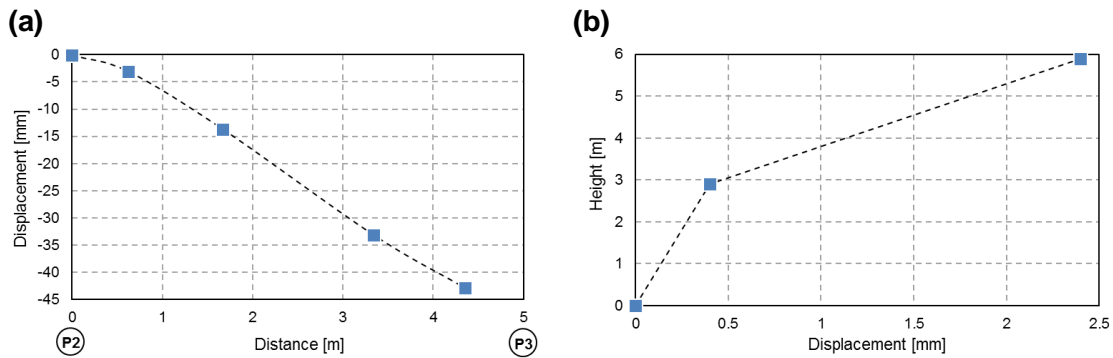 (a)
0
-5
-10
-15
-20
-25
-30
-35
-40
-45
Displacement [mm]
0 1 2 3 4 5
P2 Distance [m] P3
(b)
6
5
4
3
2
1
0
Height [m]
0 0.5 1 1.5 2 2.5
Displacement [mm]